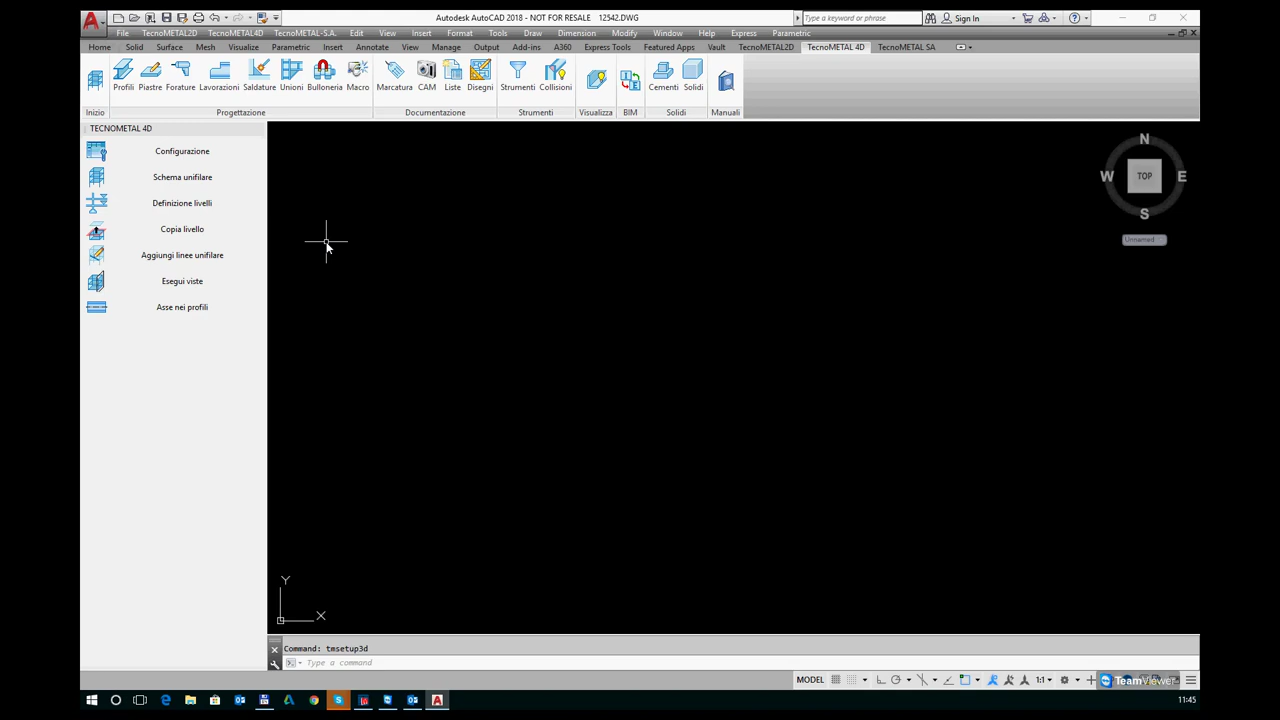 Autodesk AutoCAD 2018 - NOT FOR RESALE 12542.DWG
Type a keyword or phrase
Sign In
File TecnoMETAL2D TecnoMETAL4D TecnoMETAL-S.A. Edit View Insert Format Tools Draw Dimension Modify Window Help Express Parametric
Home Solid Surface Mesh Visualize Parametric Insert Annotate View Manage Output Add-ins A360 Express Tools Featured Apps Vault TecnoMETAL2D TecnoMETAL 4D TecnoMETAL SA
Profili Piastre Forature Lavorazioni Saldature Unioni Bulloneria Macro Marcatura CAM Liste Disegni Strumenti Collisioni Cementi Solidi
Inizio Progettazione Documentazione Strumenti Visualizza BIM Solidi Manuali
TECNOMETAL 4D
Configurazione
Schema unifilare
Definizione livelli
Copia livello
Aggiungi linee unifilare
Esegui viste
Asse nei profili
N
W TOP E
S
Unnamed
Y
X
Command: tmsetup3d
Type a command
MODEL
1:1
TeamViewer
11:45